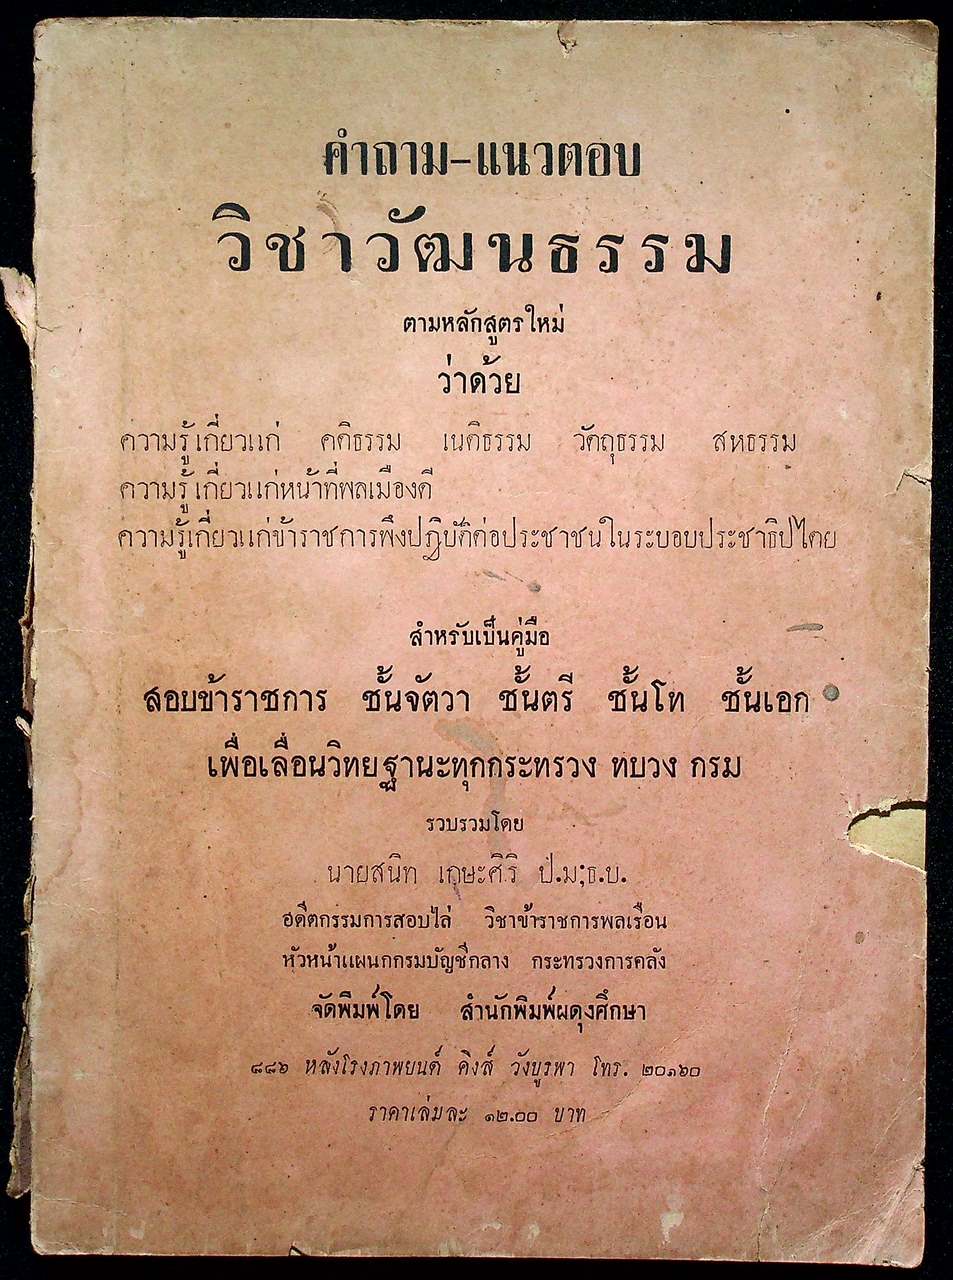 คำถาม-แนวตอบ
วิชาวัฒนธรรม
ตามหลักสูตรใหม่
ว่าด้วย
ความรู้เกี่ยวแก่ คติธรรม เนติธรรม วัตถุธรรม สหธรรม
ความรู้เกี่ยวแก่หน้าที่พลเมืองดี
ความรู้เกี่ยวแก่ข้าราชการพึงปฏิบัติต่อประชาชนในระบอบประชาธิปไตย
สำหรับเป็นคู่มือ
สอบข้าราชการ ชั้นจัตวา ชั้นตรี ชั้นโท ชั้นเอก
เพื่อเลื่อนวิทยฐานะทุกกระทรวง ทบวง กรม
รวบรวมโดย
นายสนิท เกษะศิริ ป.ม;ธ.บ.
อดีตกรรมการสอบไล่ วิชาข้าราชการพลเรือน
หัวหน้าแผนกกรมบัญชีกลาง กระทรวงการคลัง
จัดพิมพ์โดย สำนักพิมพ์ผดุงศึกษา
๘๘๖ หลังโรงภาพยนต์ คิงส์ วังบูรพา โทร. ๒๐๓๖๐
ราคาเล่มละ ๑๒.๐๐ บาท